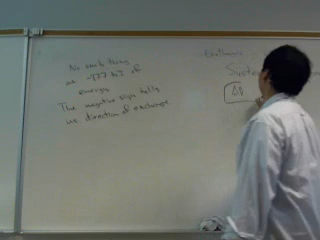 No such thing
as -777 kJ of
energy
The negative sign tells
us direction of exchange
System